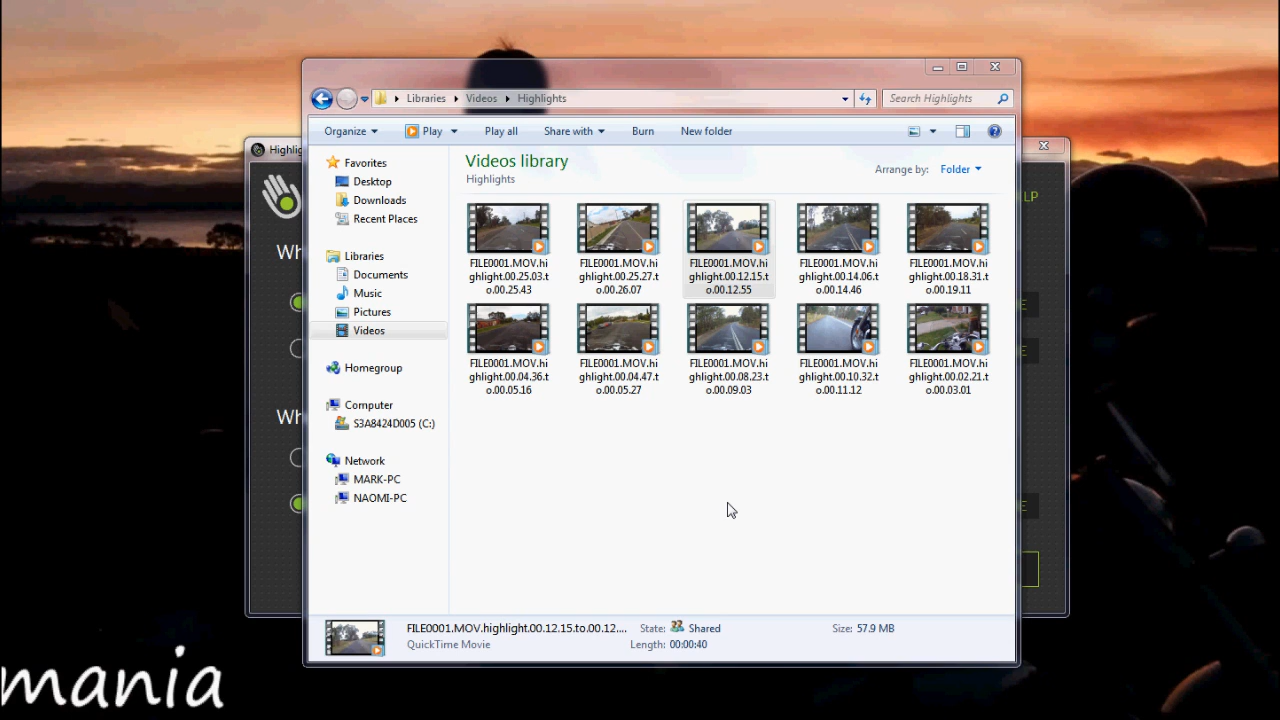 Libraries Videos Highlights
Search Highlights
Organize Play Play all Share with Burn New folder
Highlig
LP
Wh
Wh
E
E
E
Favorites
Desktop
Downloads
Recent Places
Libraries
Documents
Music
Pictures
Videos
Homegroup
Computer
S3A8424D005 (C:)
Network
MARK-PC
NAOMI-PC
Videos library
Highlights
Arrange by: Folder
FILE0001.MOV.hi
ghlight.00.25.03.t
o.00.25.43
FILE0001.MOV.hi
ghlight.00.25.27.t
o.00.26.07
FILE0001.MOV.hi
ghlight.00.12.15.t
o.00.12.55
FILE0001.MOV.hi
ghlight.00.14.06.t
o.00.14.46
FILE0001.MOV.hi
ghlight.00.18.31.t
o.00.19.11
FILE0001.MOV.hi
ghlight.00.04.36.t
o.00.05.16
FILE0001.MOV.hi
ghlight.00.04.47.t
o.00.05.27
FILE0001.MOV.hi
ghlight.00.08.23.t
o.00.09.03
FILE0001.MOV.hi
ghlight.00.10.32.t
o.00.11.12
FILE0001.MOV.hi
ghlight.00.02.21.t
o.00.03.01
FILE0001.MOV.highlight.00.12.15.to.00.12.... State: Shared Size: 57.9 MB
QuickTime Movie Length: 00:00:40
mania